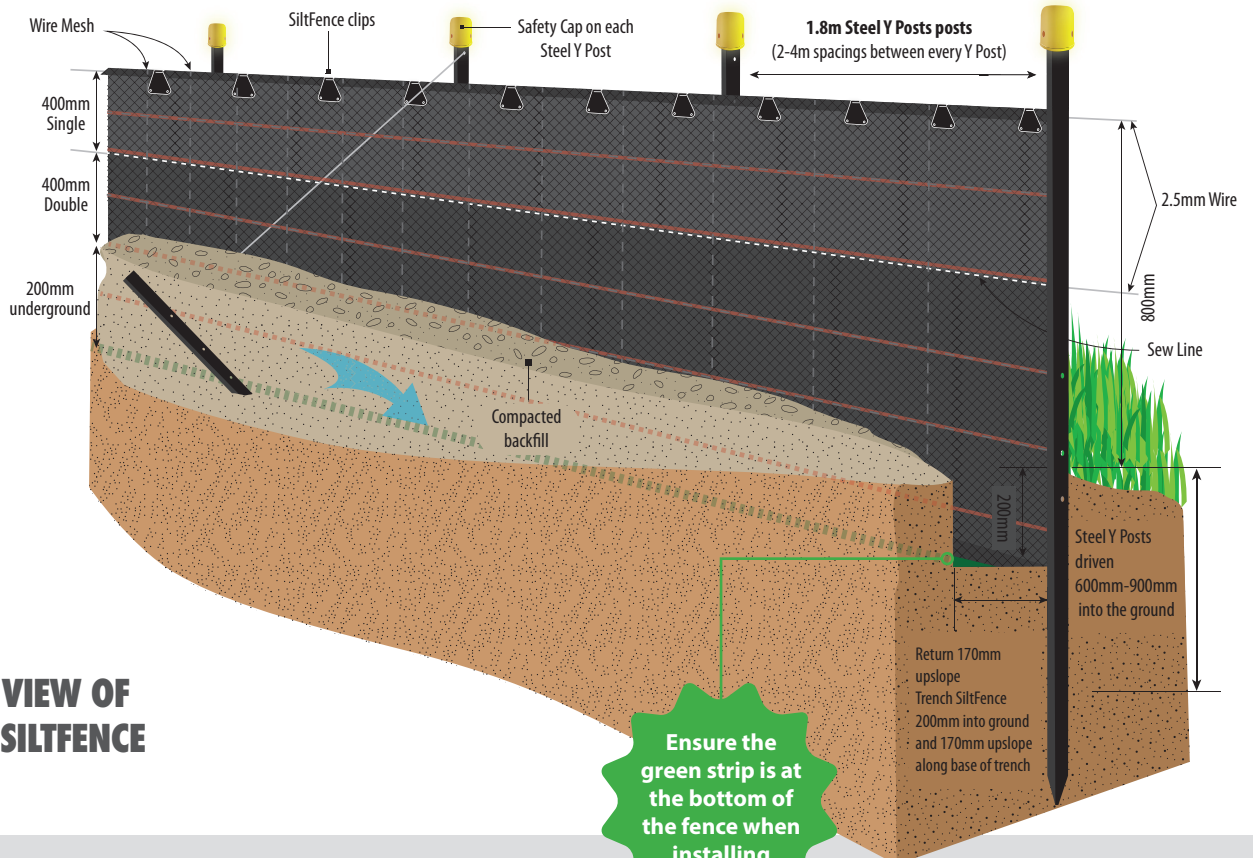 Wire Mesh
SiltFence clips
Safety Cap on each
Steel Y Post
1.8m Steel Y Posts posts
(2-4m spacings between every Y Post)
400mm
Single
400mm
Double
200mm
underground
2.5mm Wire
800mm
Sew Line
Compacted
backfill
200mm
Steel Y Posts
driven
600mm-900mm
into the ground
Return 170mm
upslope
Trench SiltFence
200mm into ground
and 170mm upslope
along base of trench
VIEW OF
SILTFENCE
Ensure the
green strip is at
the bottom of
the fence when
installing